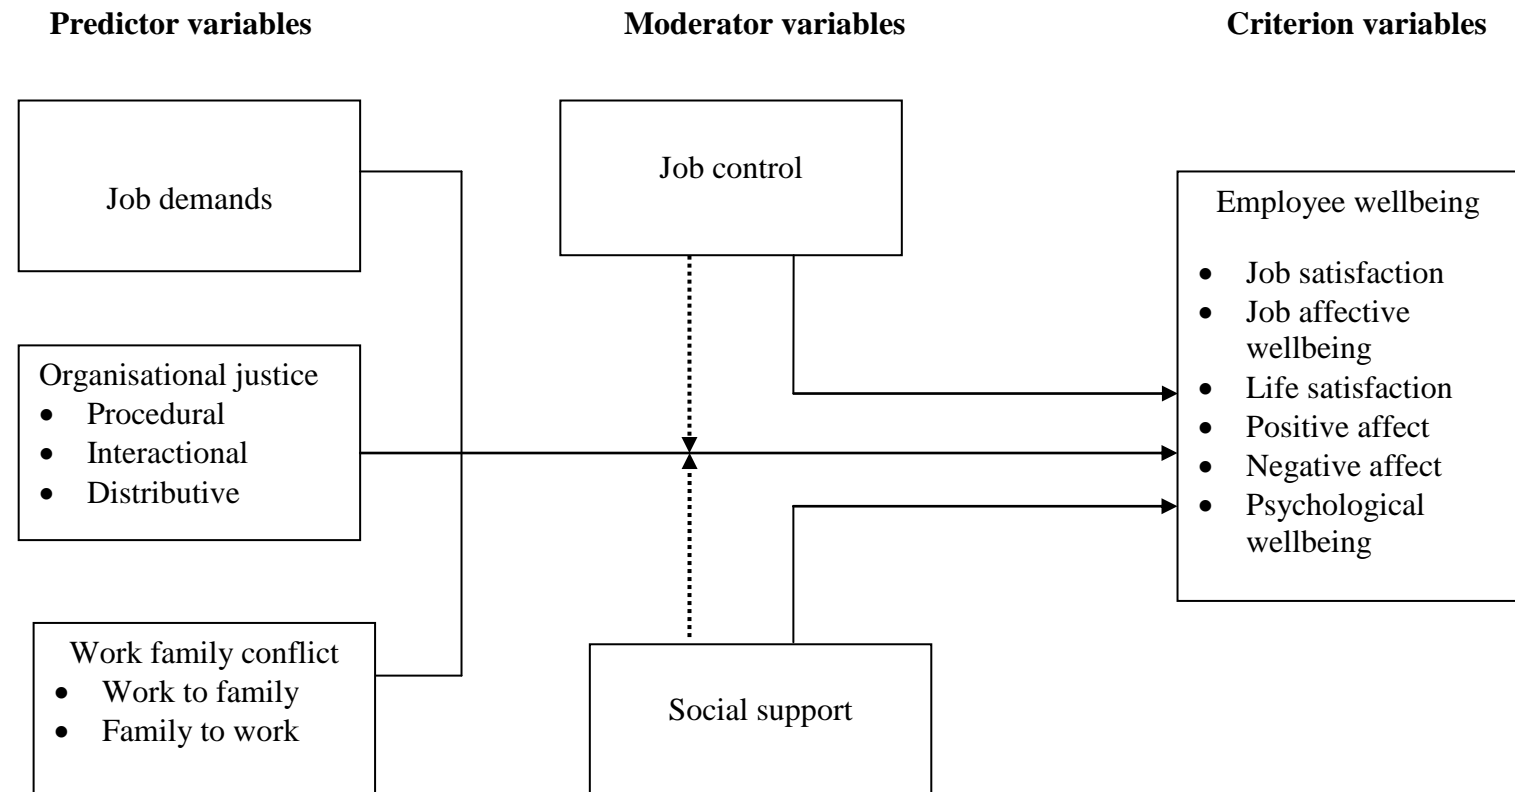 Predictor variables
Moderator variables
Criterion variables
Job demands
Organisational justice
• Procedural
• Interactional
• Distributive
Work family conflict
• Work to family
• Family to work
Job control
Social support
Employee wellbeing
• Job satisfaction
• Job affective
wellbeing
• Life satisfaction
• Positive affect
• Negative affect
• Psychological
wellbeing